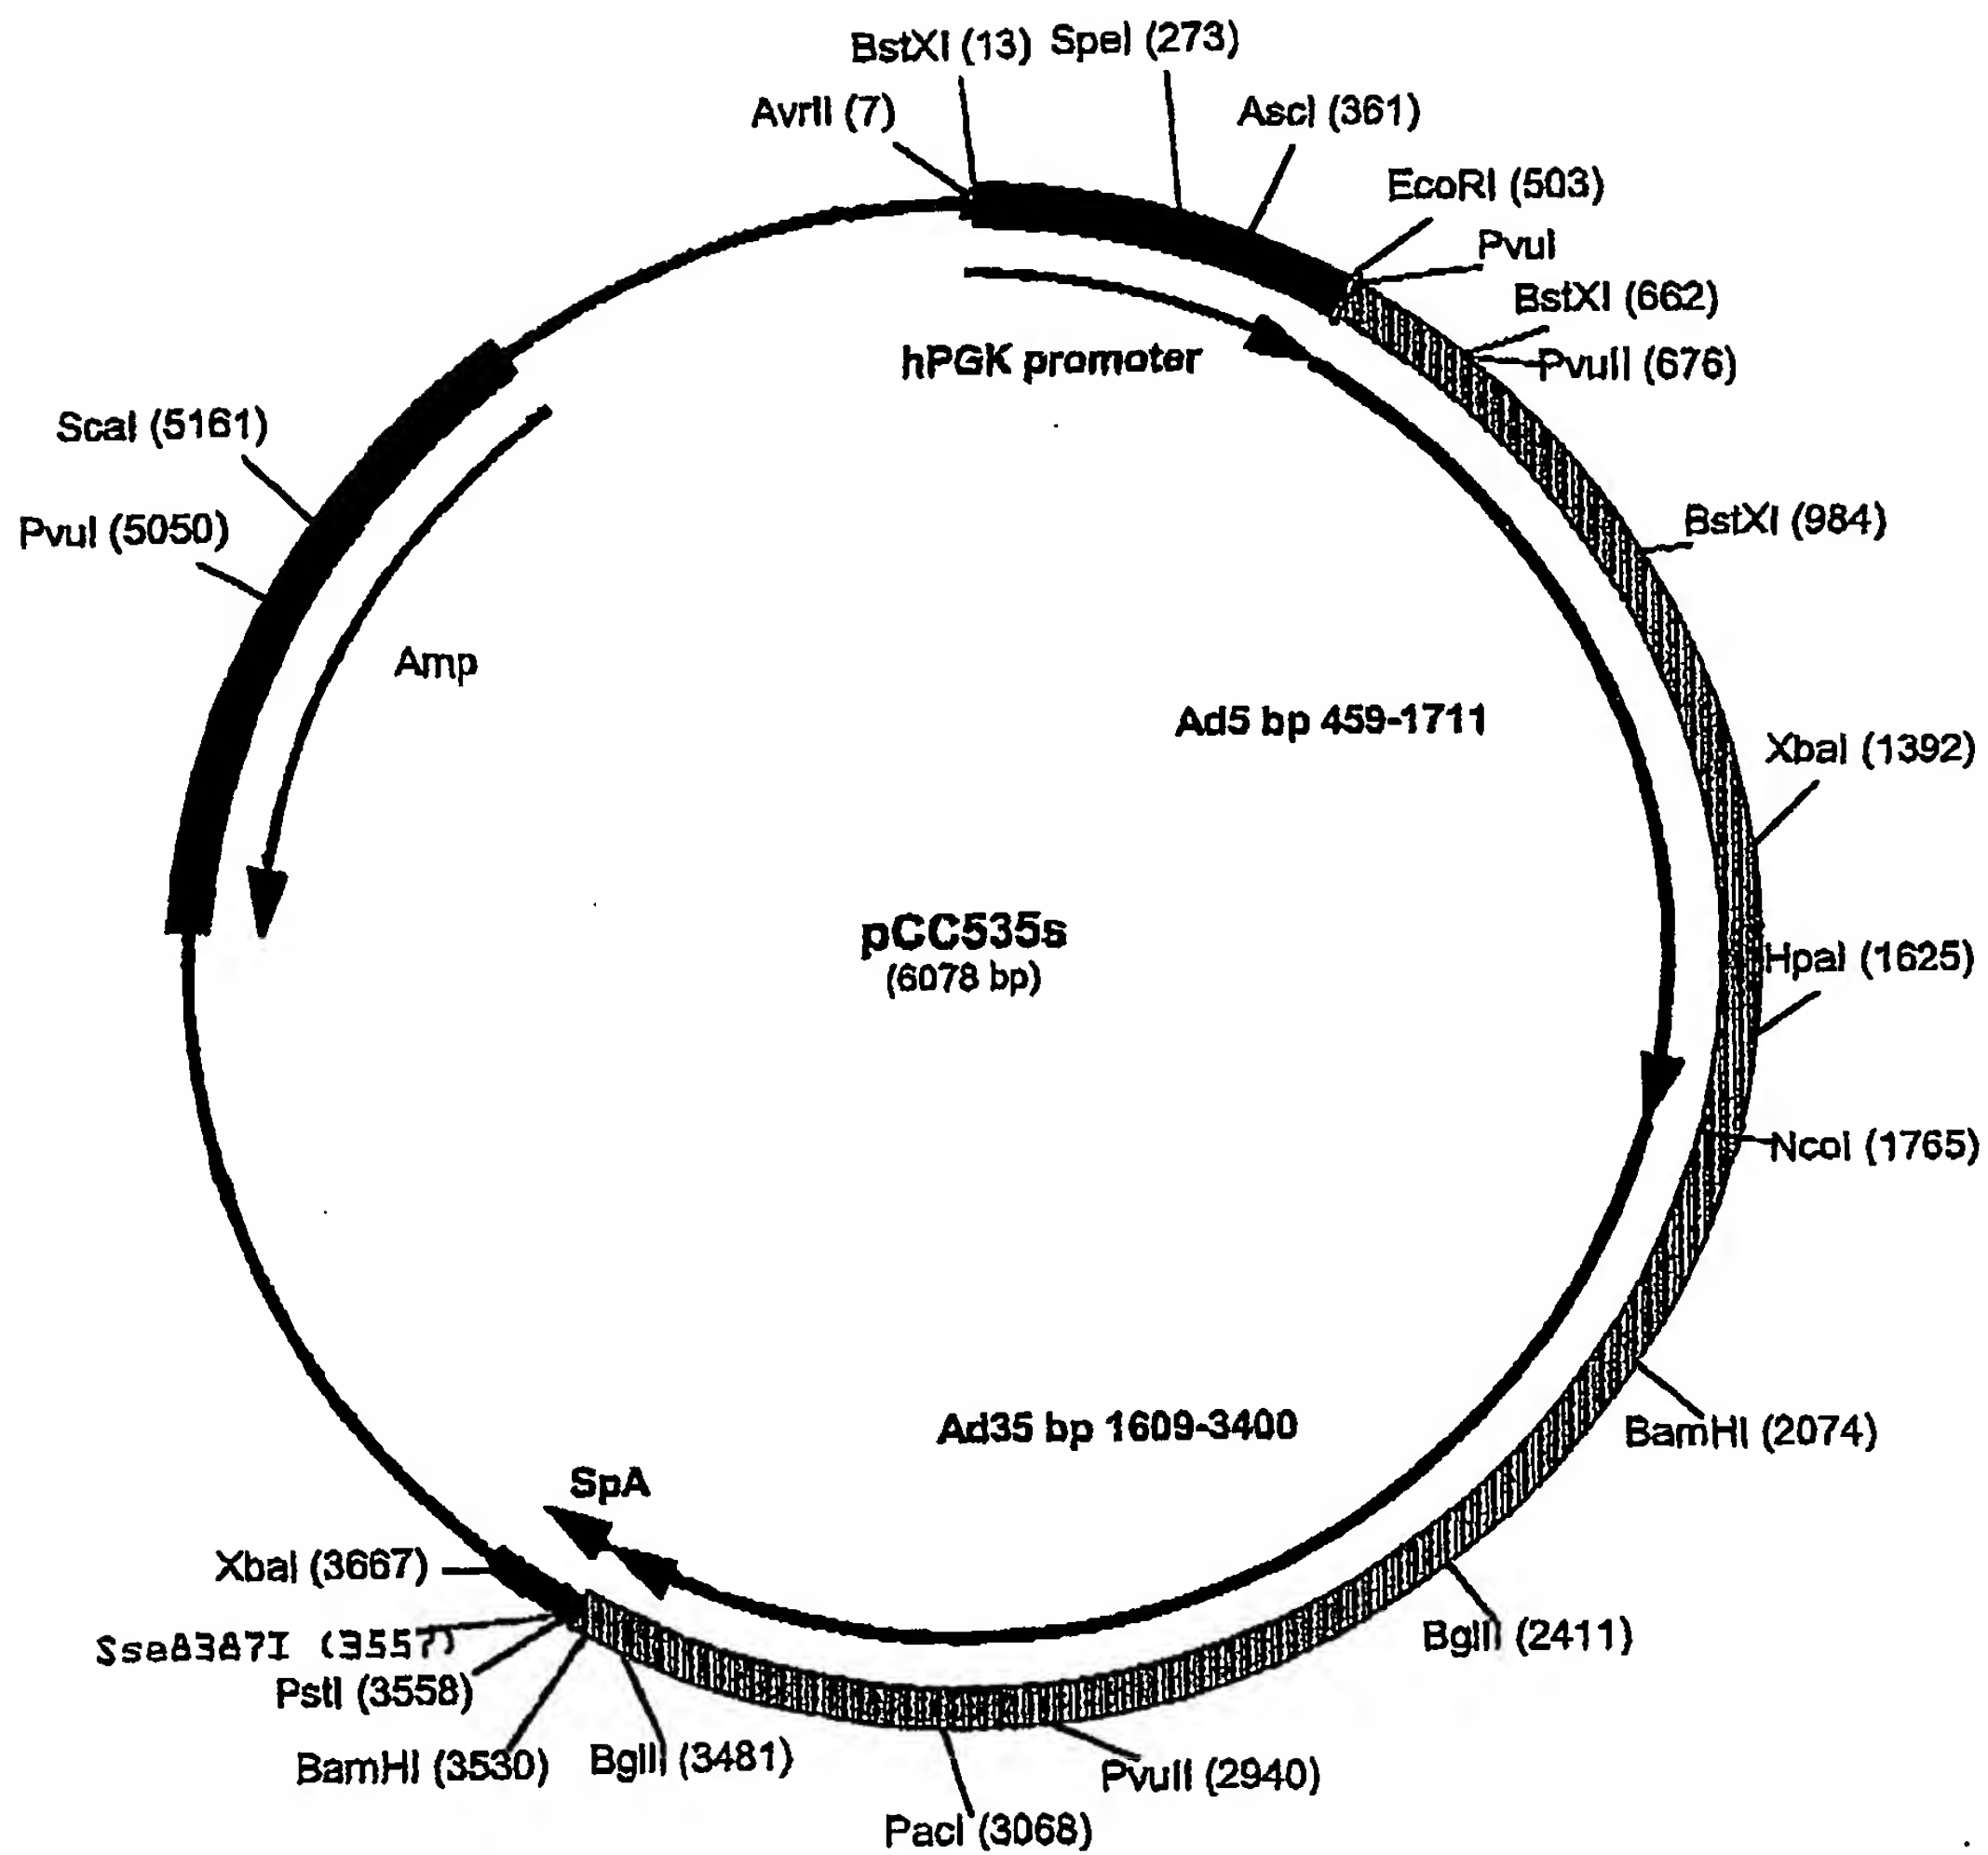 BstXI (13) SpeI (273)
AvrII (7)
AscI (361)
EcoRI (503)
PvuI
BstXI (662)
PvuII (676)
hPGK promoter
ScaI (5161)
PvuI (5050)
BstXI (984)
Amp
Ad5 bp 459-1711
XbaI (1392)
pCC535s
(6078 bp)
HpaI (1625)
NcoI (1765)
Ad35 bp 1609-3400
BamHI (2074)
SpA
XbaI (3667)
Sse8387I (3557)
BglII (2411)
PstI (3558)
BamHI (3530)
BglII (3481)
PvuII (2940)
PacI (3068)